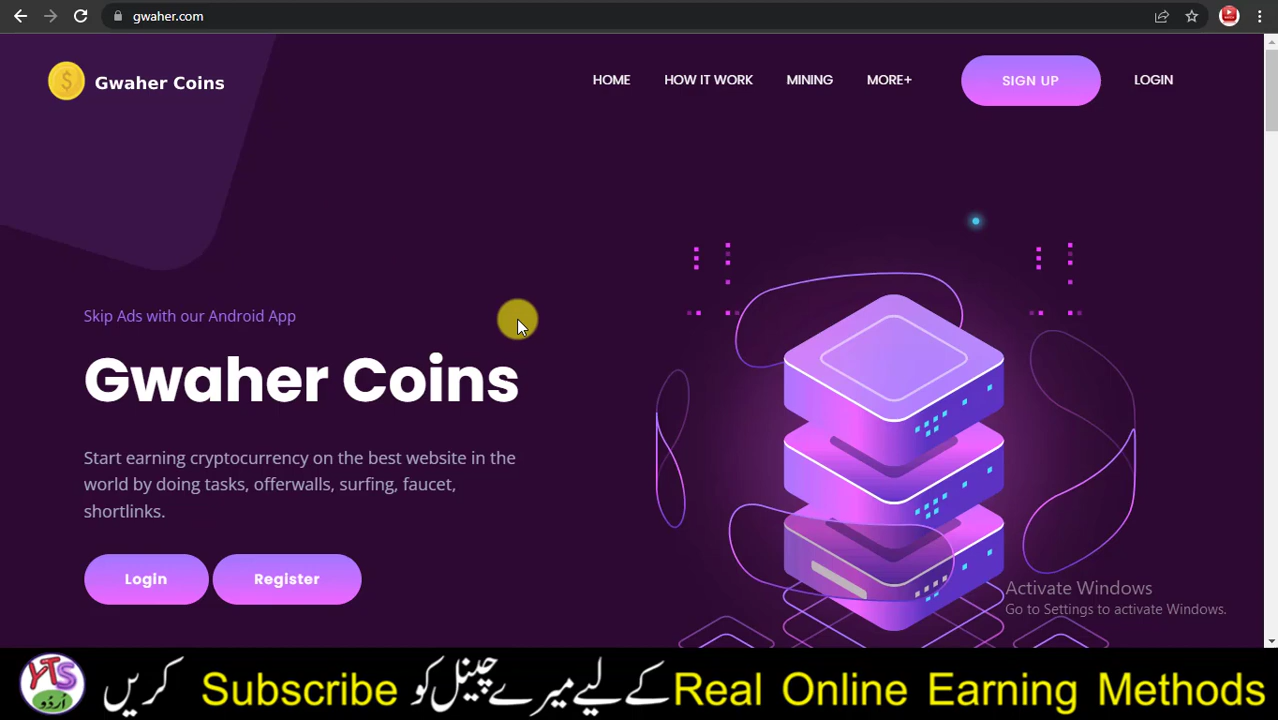 gwaher.com
Gwaher Coins
HOME HOW IT WORK MINING MORE+ SIGN UP LOGIN
Skip Ads with our Android App
Gwaher Coins
Start earning cryptocurrency on the best website in the
world by doing tasks, offerwalls, surfing, faucet,
shortlinks.
Login Register
Activate Windows
Go to Settings to activate Windows.
YTS
اردُو
Real Online Earning Methods کے لیے میرے چینل کو Subscribe کریں